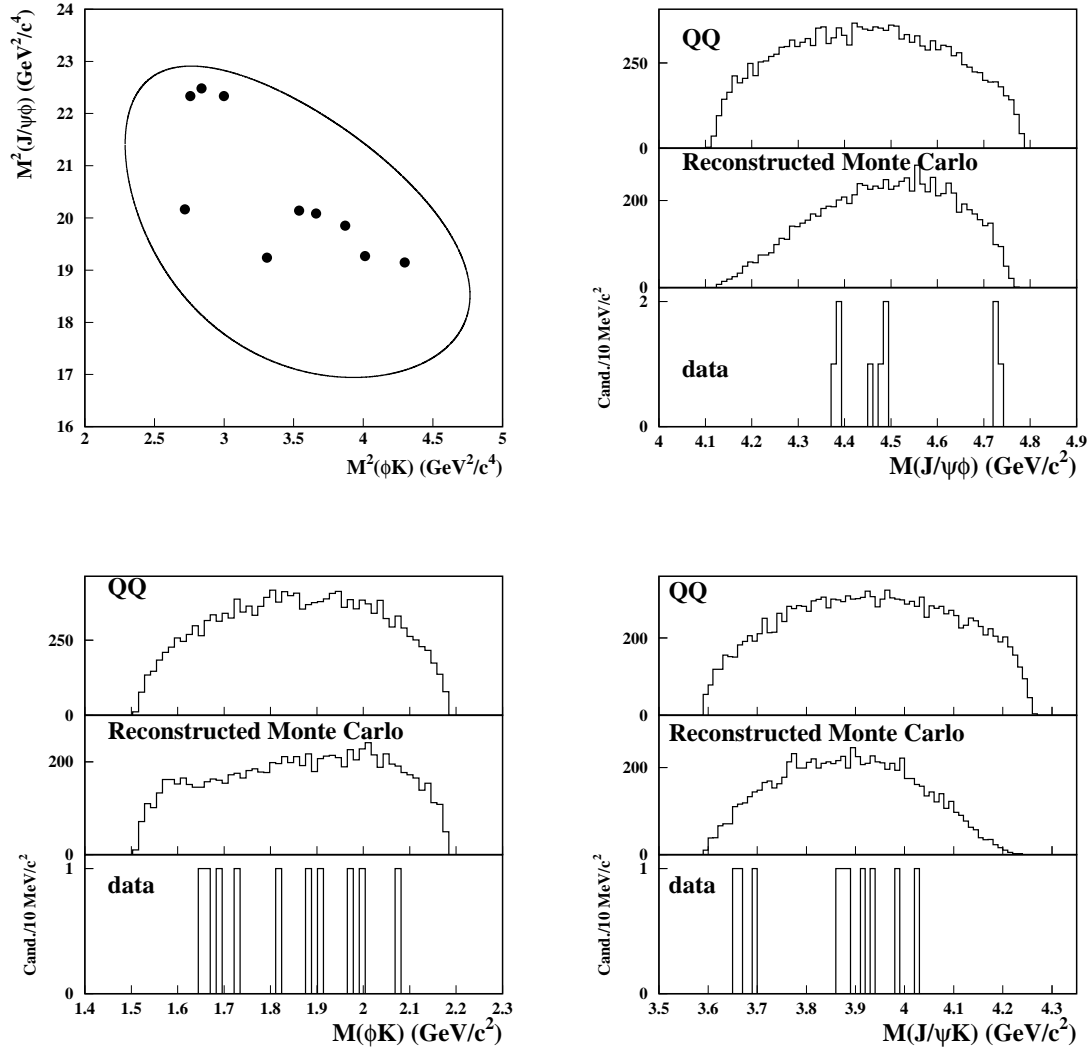 M²(J/ψϕ) (GeV²/c⁴)
24
23
22
21
20
19
18
17
16
2 2.5 3 3.5 4 4.5 5
M²(ϕK) (GeV²/c⁴)
QQ
250
0
Reconstructed Monte Carlo
200
0
Cand./10 MeV/c²
2
data
0
4 4.1 4.2 4.3 4.4 4.5 4.6 4.7 4.8 4.9
M(J/ψϕ) (GeV/c²)
QQ
250
0
Reconstructed Monte Carlo
200
0
Cand./10 MeV/c²
1
data
0
1.4 1.5 1.6 1.7 1.8 1.9 2 2.1 2.2 2.3
M(ϕK) (GeV/c²)
QQ
200
0
Reconstructed Monte Carlo
200
0
Cand./10 MeV/c²
1
data
0
3.5 3.6 3.7 3.8 3.9 4 4.1 4.2 4.3
M(J/ψK) (GeV/c²)